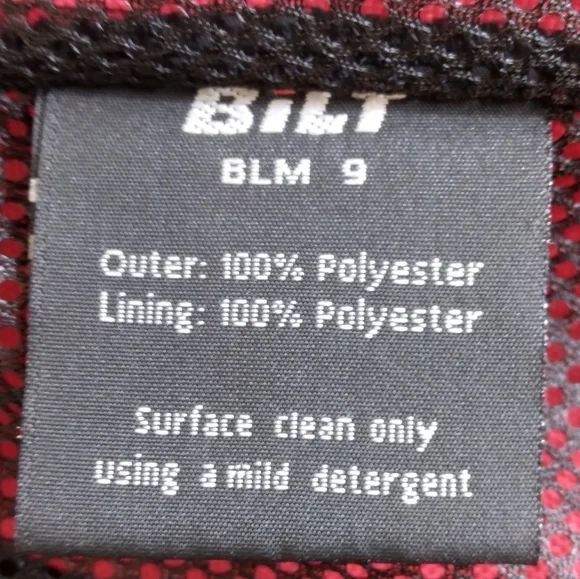 BiLT
BLM 9
Outer: 100% Polyester
Lining: 100% Polyester
Surface clean only
using a mild detergent